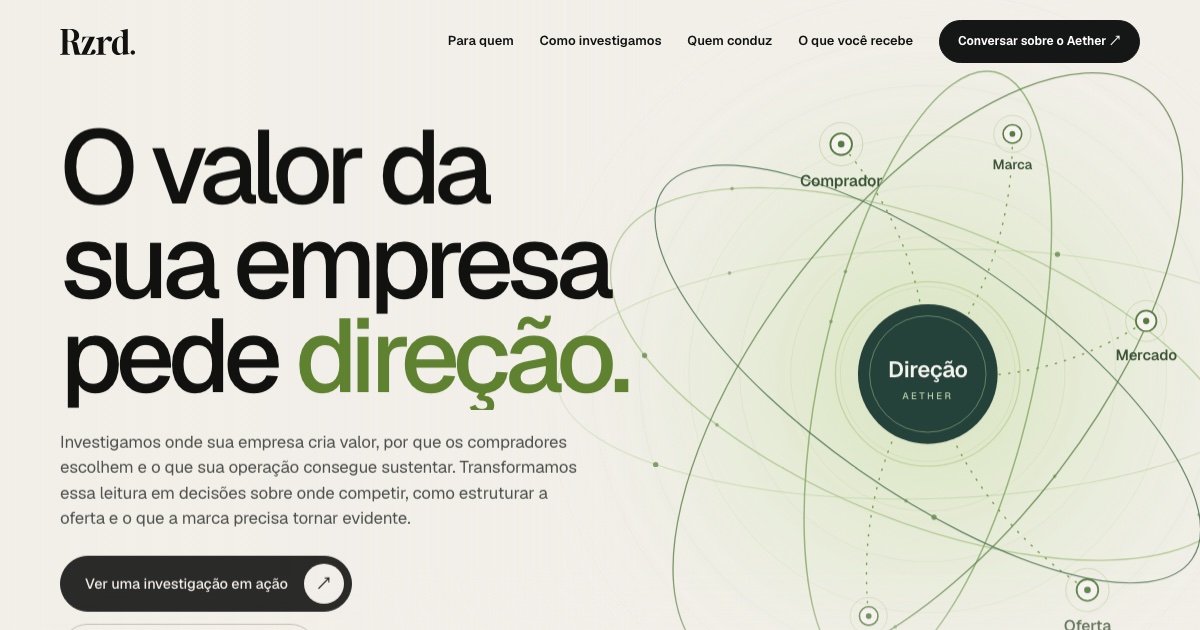 Rzrd.
Para quem
Como investigamos
Quem conduz
O que você recebe
Conversar sobre o Aether ↗
O valor da
sua empresa
pede direção.
Investigamos onde sua empresa cria valor, por que os compradores
escolhem e o que sua operação consegue sustentar. Transformamos
essa leitura em decisões sobre onde competir, como estruturar a
oferta e o que a marca precisa tornar evidente.
Ver uma investigação em ação ↗
Comprador
Marca
Mercado
Direção
AETHER
Oferta